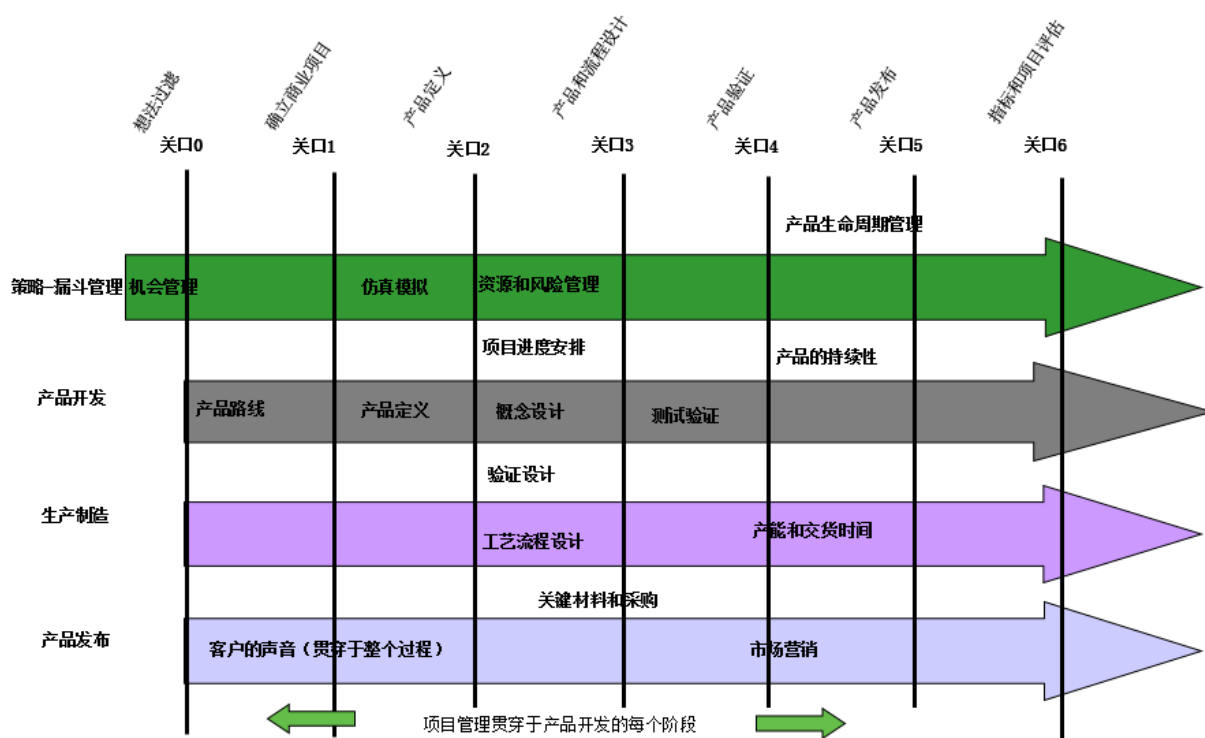 想法过滤
确立商业项目
产品定义
产品和流程设计
产品验证
产品发布
指标和项目评估
关口0
关口1
关口2
关口3
关口4
关口5
关口6
产品生命周期管理
策略-漏斗管理
机会管理
仿真模拟
资源和风险管理
项目进度安排
产品的持续性
产品开发
产品路线
产品定义
概念设计
测试验证
验证设计
生产制造
工艺流程设计
产能和交货时间
关键材料和采购
产品发布
客户的声音（贯穿于整个过程）
市场营销
项目管理贯穿于产品开发的每个阶段